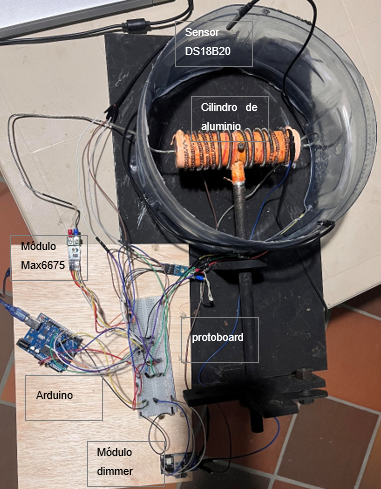 Sensor
DS18B20
Cilindro de
aluminio
Módulo
Max6675
protoboard
Arduino
Módulo
dimmer